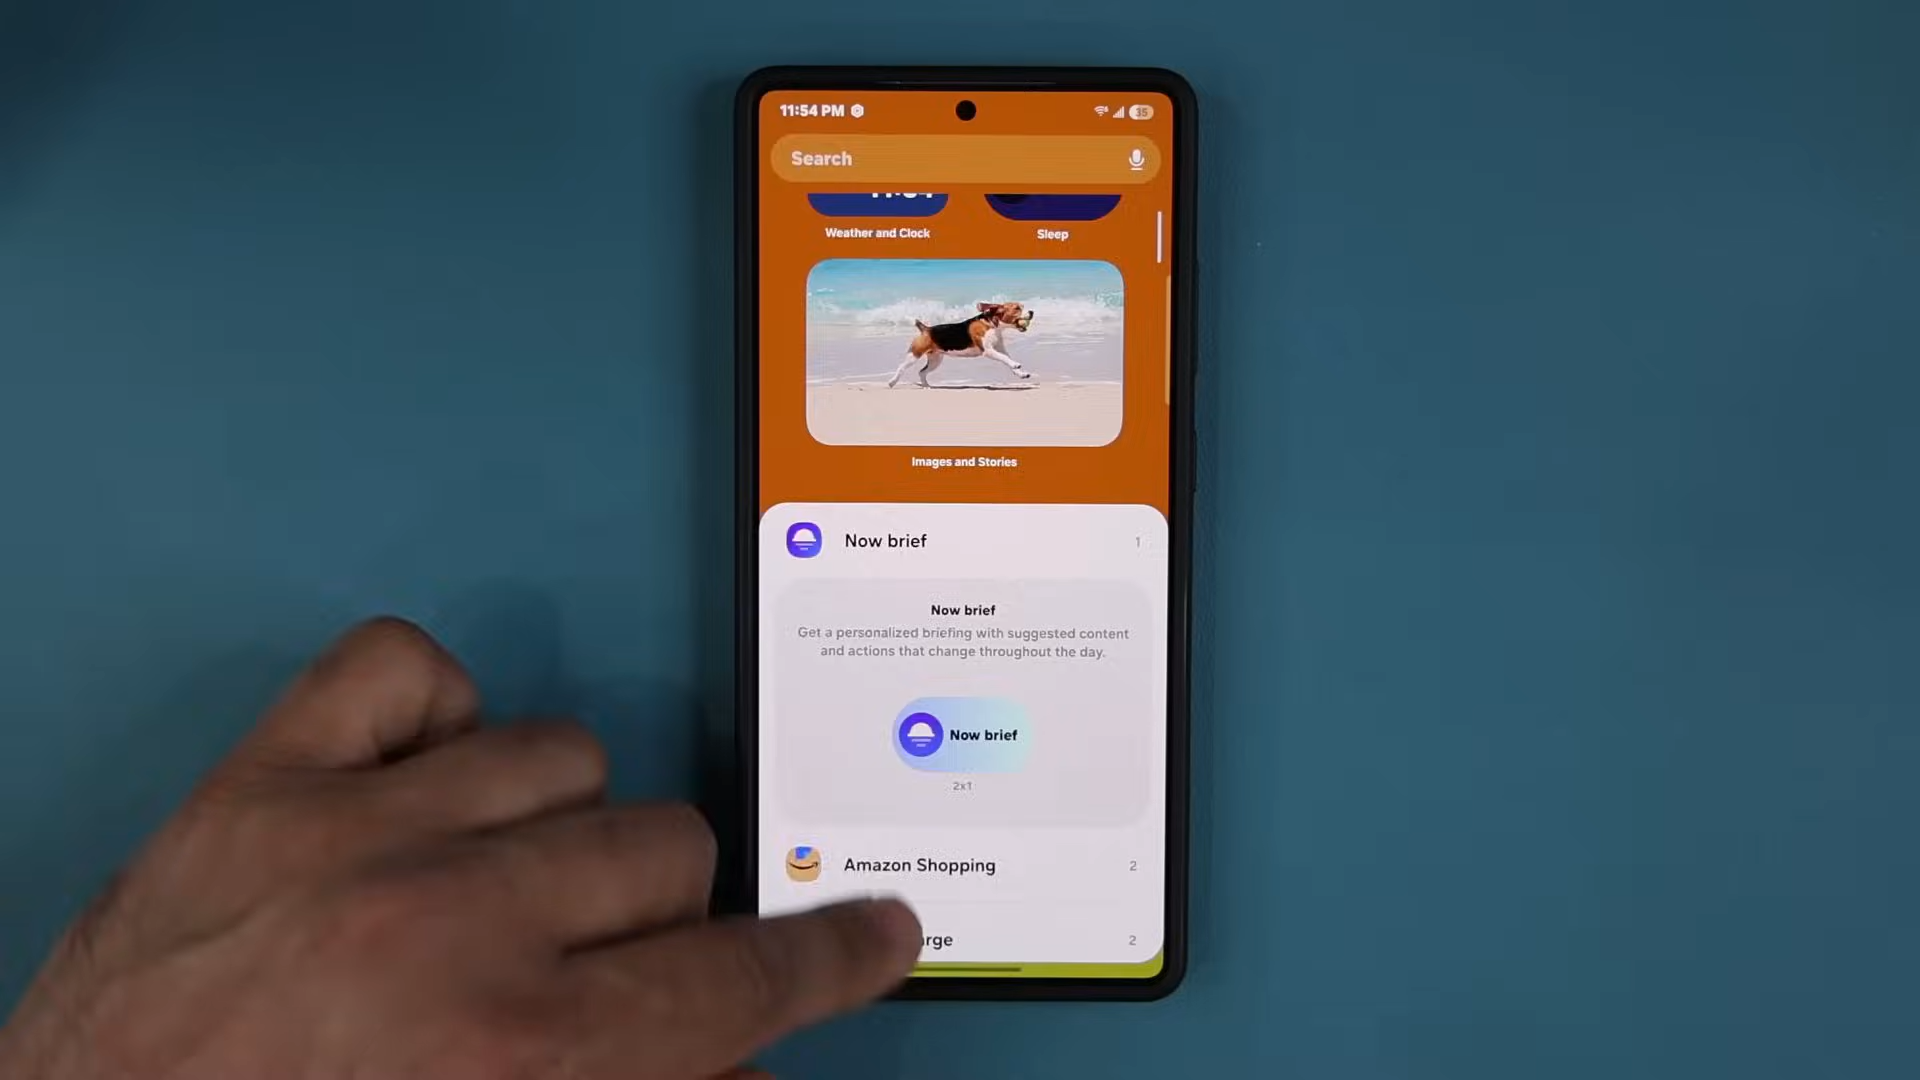 11:54 PM
35
Search
Weather and Clock
Sleep
Images and Stories
Now brief
1
Now brief
Get a personalized briefing with suggested content
and actions that change throughout the day.
Now brief
2x1
Amazon Shopping
2
2